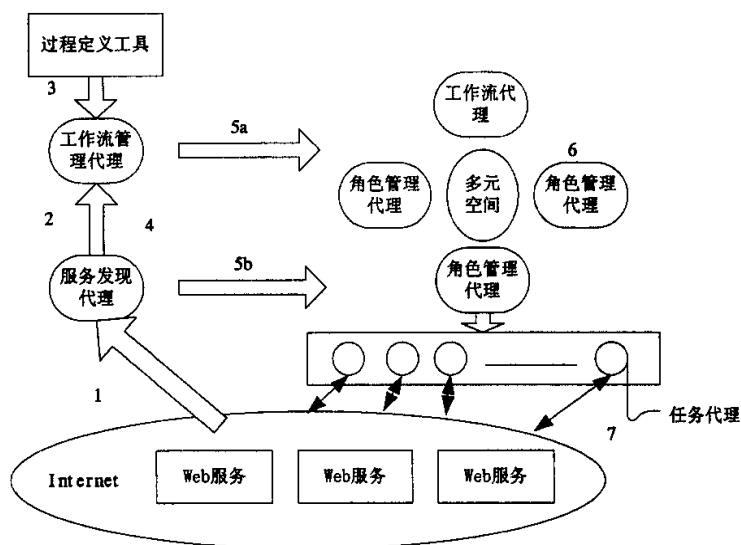 过程定义工具
3
工作流管
理代理
5a
工作流代
理
6
角色管理
代理
多元
空间
角色管理
代理
2
4
服务发现
代理
5b
角色管理
代理
1
任务代理
7
Internet
Web服务
Web服务
Web服务